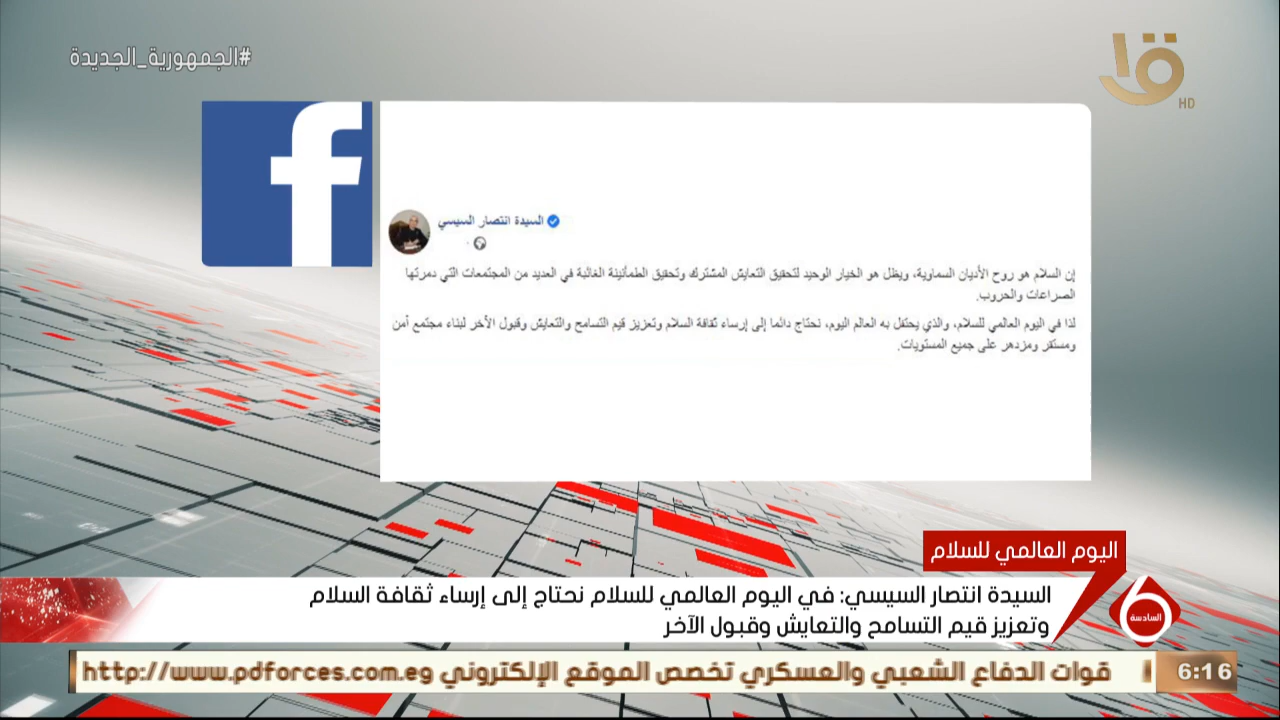 #الجمهورية_الجديدة
HD
السيدة انتصار السيسي
إن السلام هو روح الأديان السماوية، ويظل هو الخيار الوحيد لتحقيق التعايش المشترك وتحقيق الطمأنينة الغائبة في العديد من المجتمعات التي دمرتها
الصراعات والحروب.
لذا في اليوم العالمي للسلام، والذي يحتفل به العالم اليوم، نحتاج دائما إلى إرساء ثقافة السلام وتعزيز قيم التسامح والتعايش وقبول الأخر لبناء مجتمع أمن
ومستقر ومزدهر على جميع المستويات.
اليوم العالمي للسلام
السيدة انتصار السيسي: في اليوم العالمي للسلام نحتاج إلى إرساء ثقافة السلام
وتعزيز قيم التسامح والتعايش وقبول الآخر
السادسة
6:16 قوات الدفاع الشعبي والعسكري تخصص الموقع الإلكتروني http://www.pdforces.com.eg